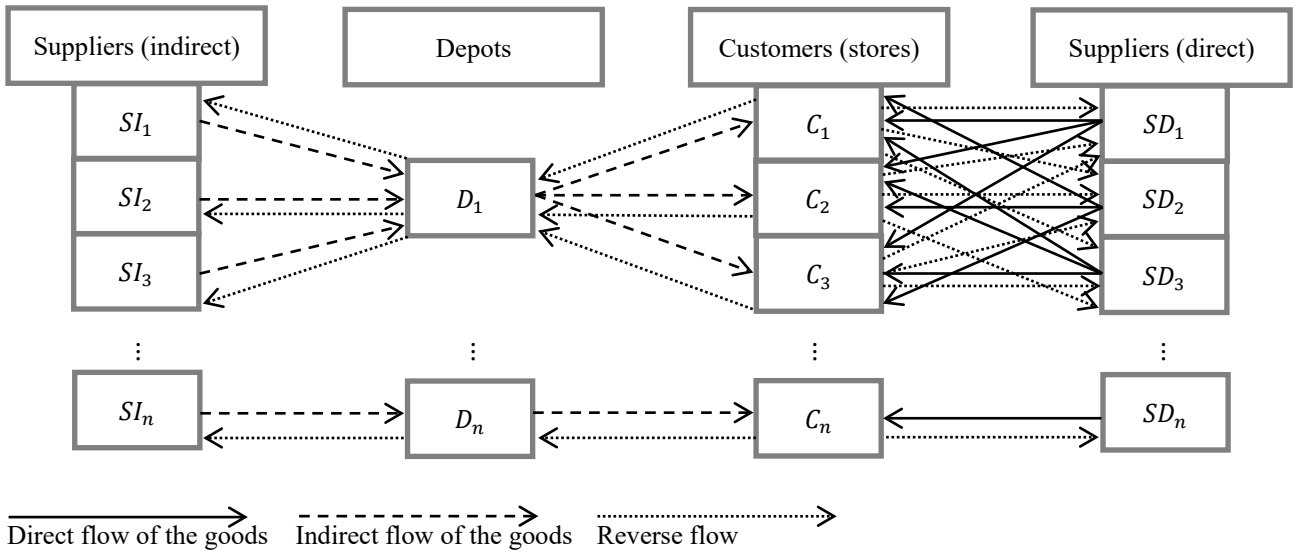 Suppliers (indirect) Depots Customers (stores) Suppliers (direct)
SI₁ C₁ SD₁
SI₂ D₁ C₂ SD₂
SI₃ C₃ SD₃
⋮ ⋮ ⋮ ⋮
SIₙ Dₙ Cₙ SDₙ
Direct flow of the goods Indirect flow of the goods Reverse flow